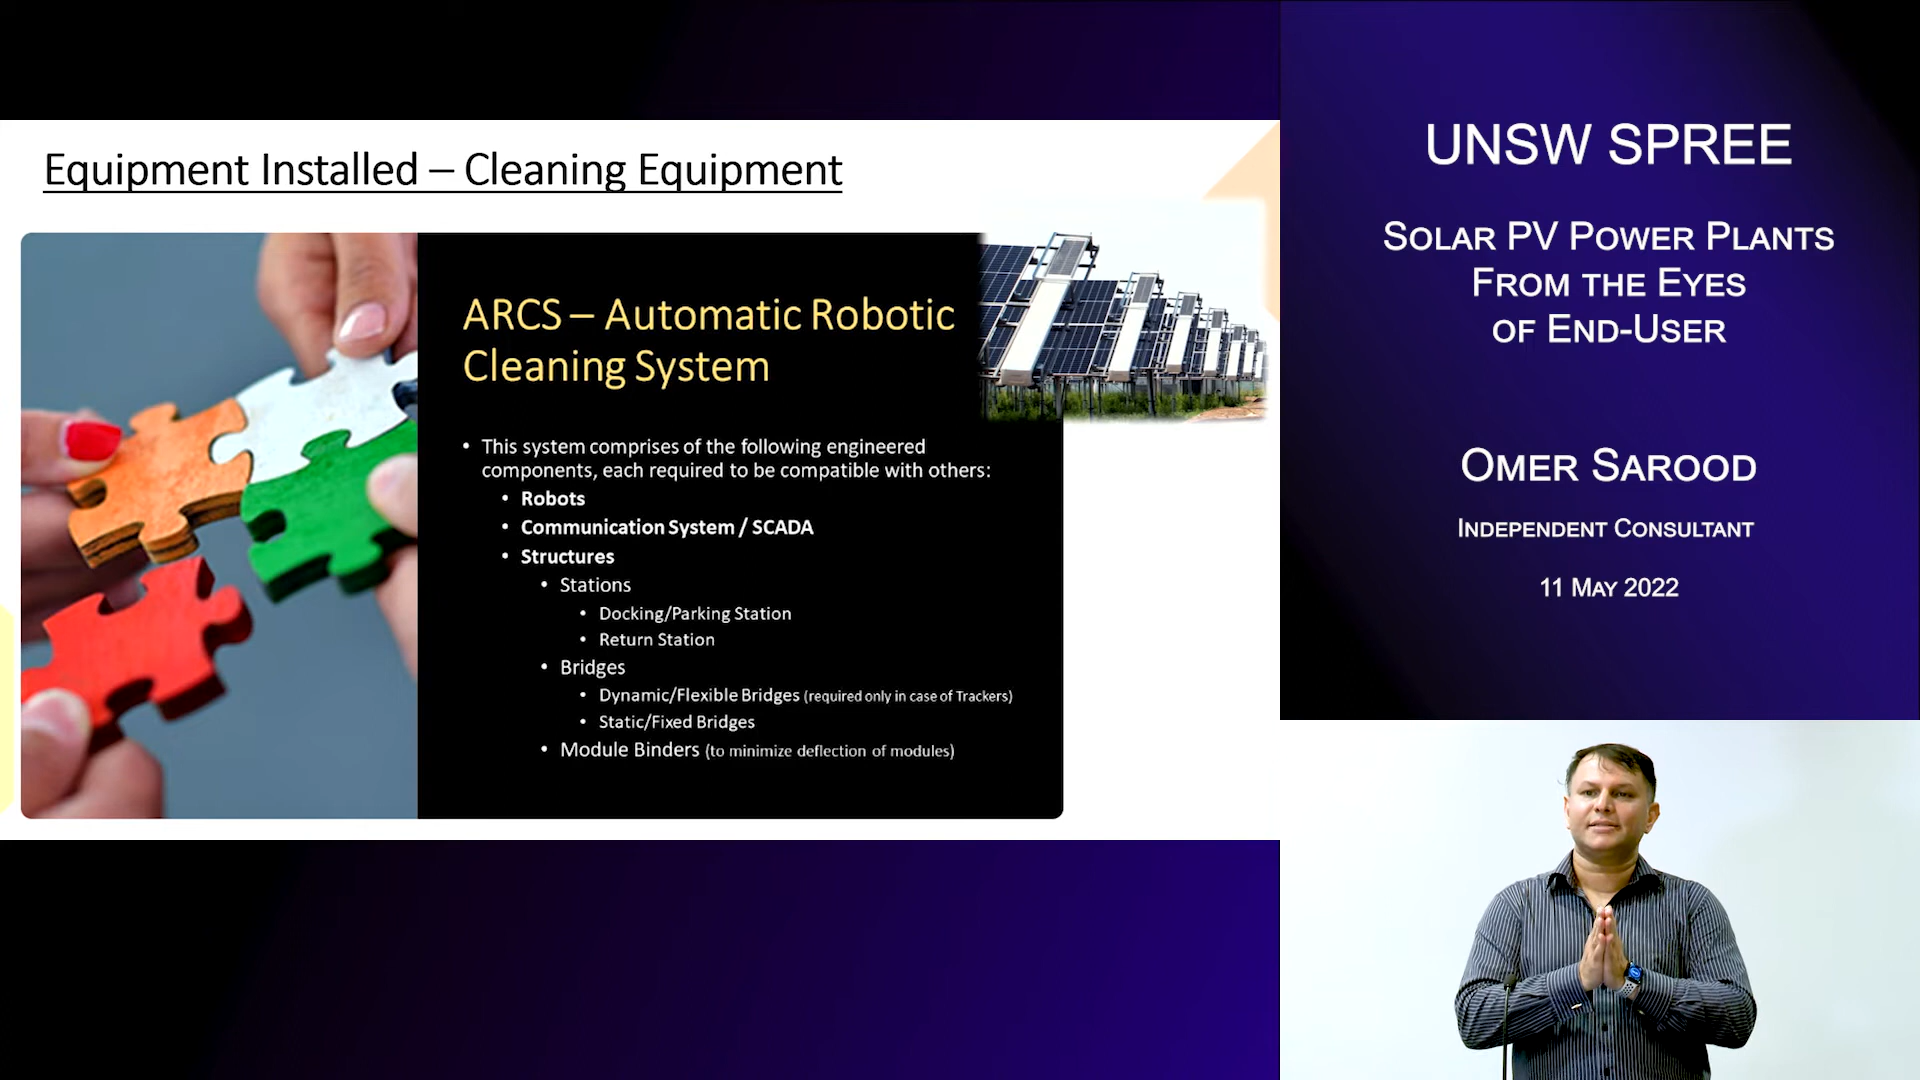 Equipment Installed – Cleaning Equipment
ARCS – Automatic Robotic
Cleaning System
• This system comprises of the following engineered
components, each required to be compatible with others:
• Robots
• Communication System / SCADA
• Structures
• Stations
• Docking/Parking Station
• Return Station
• Bridges
• Dynamic/Flexible Bridges (required only in case of Trackers)
• Static/Fixed Bridges
• Module Binders (to minimize deflection of modules)
UNSW SPREE
Solar PV Power Plants
From the Eyes
of End-User
Omer Sarood
Independent Consultant
11 May 2022